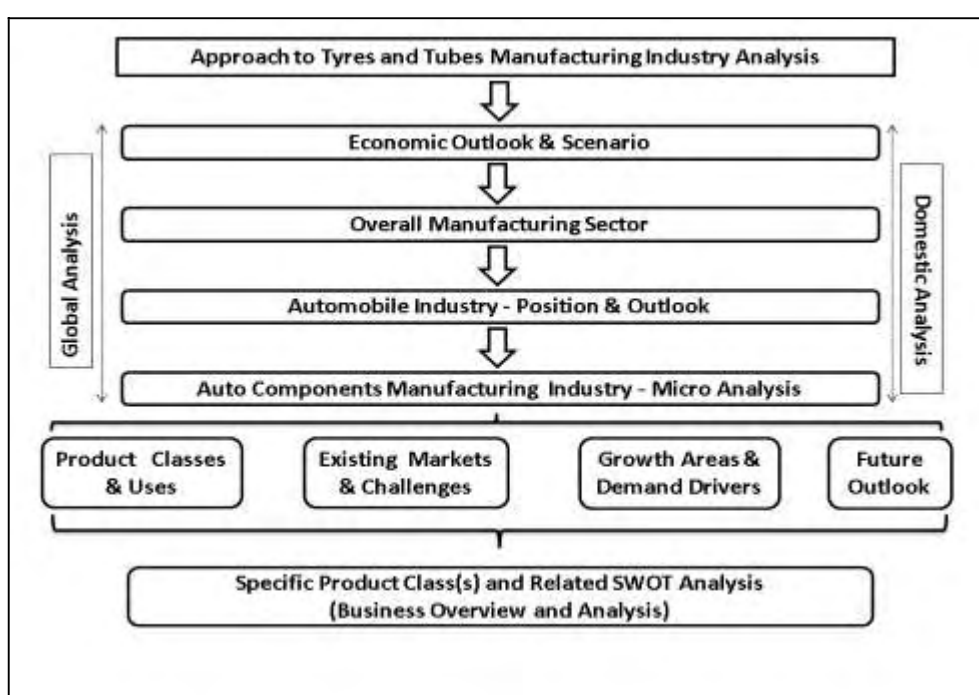 Approach to Tyres and Tubes Manufacturing Industry Analysis
Economic Outlook & Scenario
Overall Manufacturing Sector
Automobile Industry - Position & Outlook
Auto Components Manufacturing Industry - Micro Analysis
Global Analysis
Domestic Analysis
Product Classes
& Uses
Existing Markets
& Challenges
Growth Areas &
Demand Drivers
Future
Outlook
Specific Product Class(s) and Related SWOT Analysis
(Business Overview and Analysis)